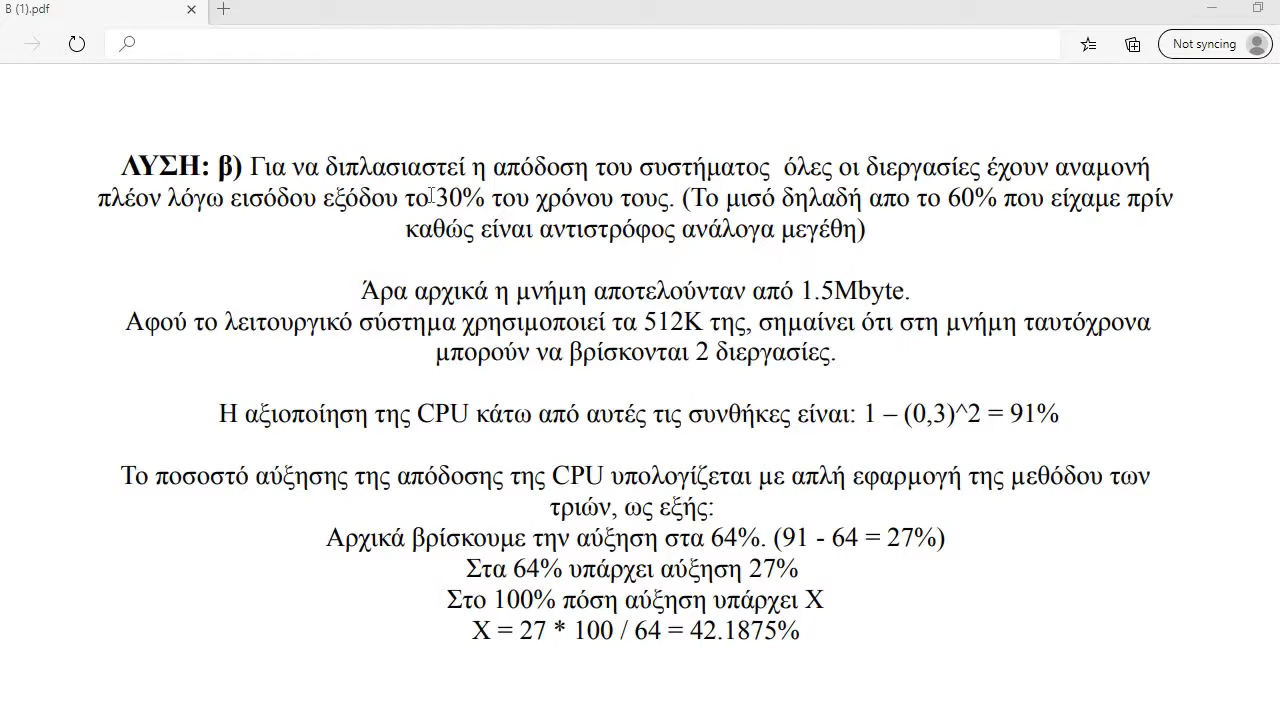 B (1).pdf
Not syncing
ΛΥΣΗ: β) Για να διπλασιαστεί η απόδοση του συστήματος όλες οι διεργασίες έχουν αναμονή
πλέον λόγω εισόδου εξόδου το 30% του χρόνου τους. (Το μισό δηλαδή απο το 60% που είχαμε πρίν
καθώς είναι αντιστρόφος ανάλογα μεγέθη)
Άρα αρχικά η μνήμη αποτελούνταν από 1.5Mbyte.
Αφού το λειτουργικό σύστημα χρησιμοποιεί τα 512Κ της, σημαίνει ότι στη μνήμη ταυτόχρονα
μπορούν να βρίσκονται 2 διεργασίες.
Η αξιοποίηση της CPU κάτω από αυτές τις συνθήκες είναι: 1 – (0,3)^2 = 91%
Το ποσοστό αύξησης της απόδοσης της CPU υπολογίζεται με απλή εφαρμογή της μεθόδου των
τριών, ως εξής:
Αρχικά βρίσκουμε την αύξηση στα 64%. (91 - 64 = 27%)
Στα 64% υπάρχει αύξηση 27%
Στο 100% πόση αύξηση υπάρχει Χ
Χ = 27 * 100 / 64 = 42.1875%